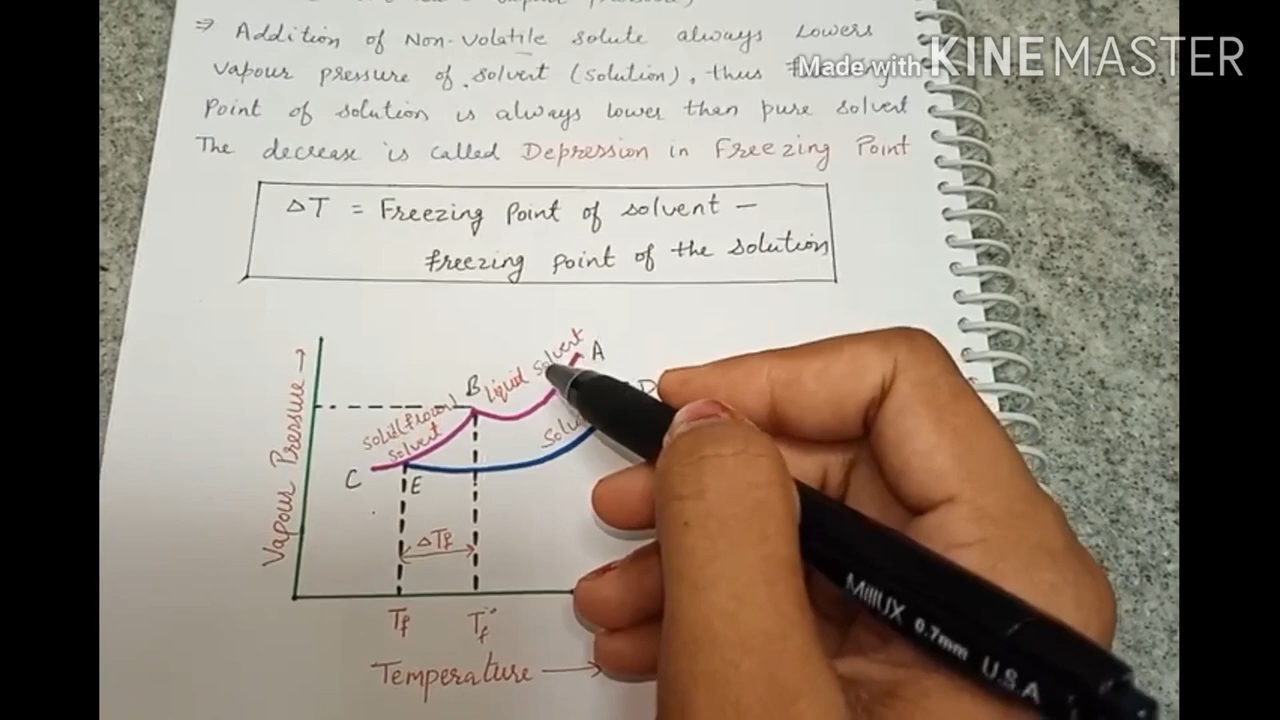 ⇒ Addition of Non-Volatile solute always Lowers
Vapour pressure of solvent (Solution), thus
Point of solution is always lower than pure solvent
The decrease is called Depression in Freezing Point
ΔT = Freezing Point of solvent –
freezing point of the solution
Made with KINEMASTER
A
B
Liquid Solvent
D
Solid (frozen)
solvent
C
E
Vapour Pressure →
ΔTf
Tf
Tf°
Temperature →
MillUX 0.7mm U.S.A